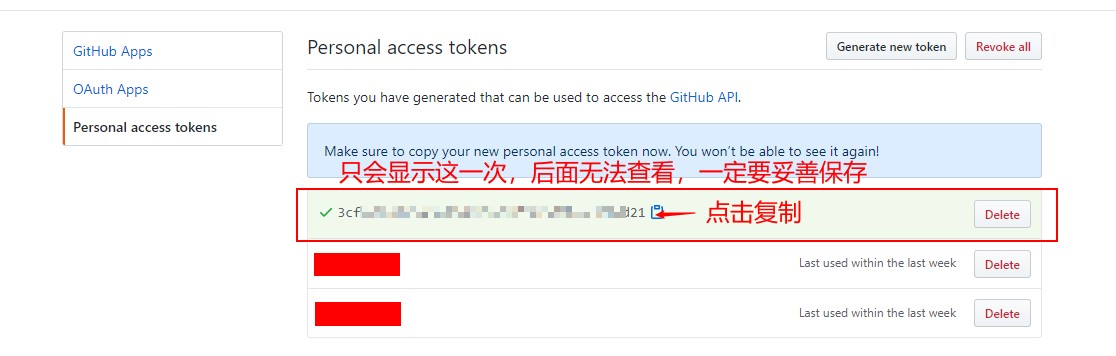 GitHub Apps
OAuth Apps
Personal access tokens
Personal access tokens
Generate new token
Revoke all
Tokens you have generated that can be used to access the GitHub API.
Make sure to copy your new personal access token now. You won't be able to see it again!
只会显示这一次，后面无法查看，一定要妥善保存
3cf
d21
点击复制
Delete
Last used within the last week
Delete
Last used within the last week
Delete